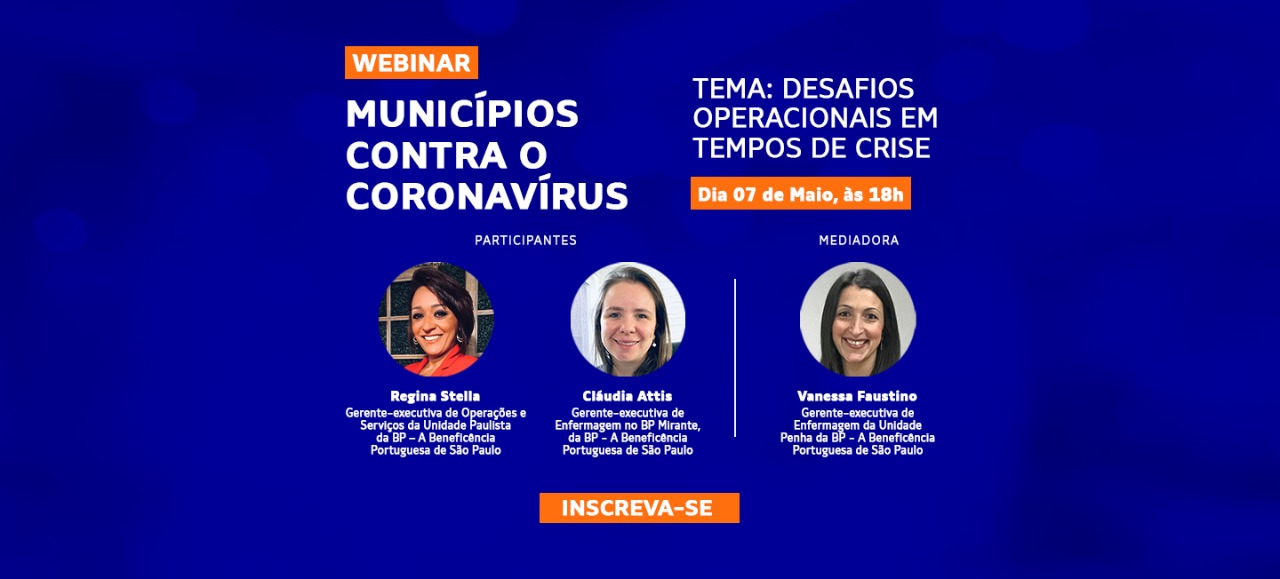 WEBINAR
MUNICÍPIOS
CONTRA O
CORONAVÍRUS
TEMA: DESAFIOS
OPERACIONAIS EM
TEMPOS DE CRISE
Dia 07 de Maio, às 18h
PARTICIPANTES
Regina Stella
Gerente-executiva de Operações e
Serviços da Unidade Paulista
da BP – A Beneficência
Portuguesa de São Paulo
Cláudia Attis
Gerente-executiva de
Enfermagem no BP Mirante,
da BP - A Beneficência
Portuguesa de São Paulo
MEDIADORA
Vanessa Faustino
Gerente-executiva de
Enfermagem da Unidade
Penha da BP - A Beneficência
Portuguesa de São Paulo
INSCREVA-SE